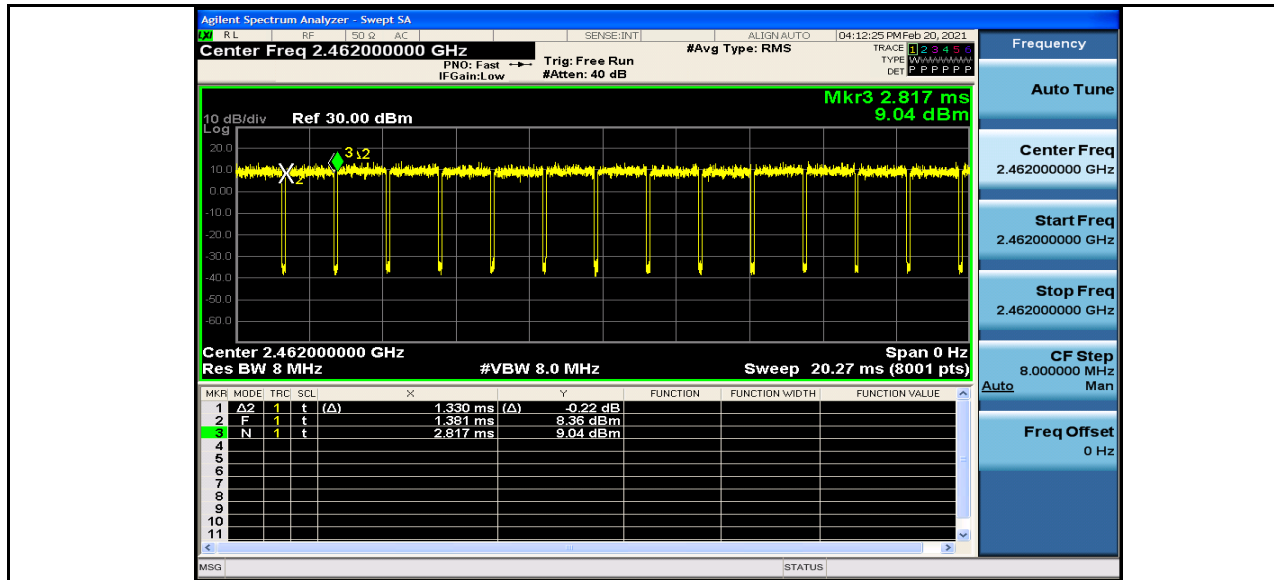 Agilent Spectrum Analyzer - Swept SA
LXI RL RF 50 Ω AC SENSE:INT ALIGN AUTO 04:12:25 PM Feb 20, 2021
Center Freq 2.462000000 GHz
PNO: Fast
IFGain:Low
Trig: Free Run
#Atten: 40 dB
#Avg Type: RMS
TRACE 1 2 3 4 5 6
TYPE WWWWWW
DET P P P P P P
Mkr3 2.817 ms
9.04 dBm
10 dB/div Ref 30.00 dBm
Log
20.0
10.0
0.00
-10.0
-20.0
-30.0
-40.0
-50.0
-60.0
3 1Δ2
X2
Center 2.462000000 GHz Span 0 Hz
Res BW 8 MHz #VBW 8.0 MHz Sweep 20.27 ms (8001 pts)
MKR MODE TRC SCL X Y FUNCTION FUNCTION WIDTH FUNCTION VALUE
1 Δ2 1 t (Δ) 1.330 ms (Δ) -0.22 dB
2 F 1 t 1.381 ms 8.36 dBm
3 N 1 t 2.817 ms 9.04 dBm
4
5
6
7
8
9
10
11
MSG STATUS
Frequency
Auto Tune
Center Freq
2.462000000 GHz
Start Freq
2.462000000 GHz
Stop Freq
2.462000000 GHz
CF Step
8.000000 MHz
Auto Man
Freq Offset
0 Hz